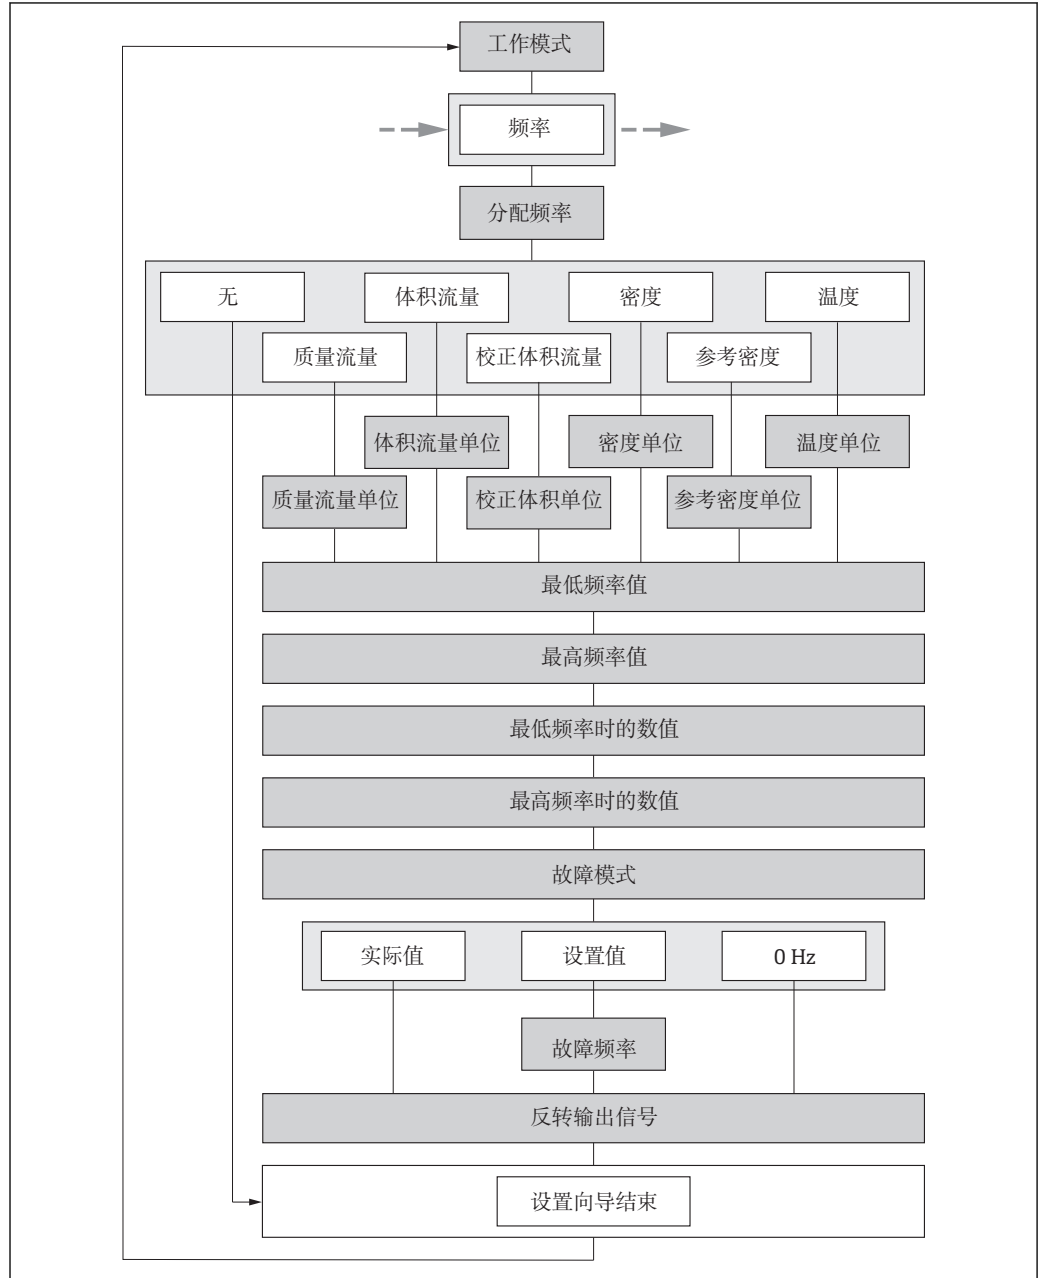 工作模式
频率
分配频率
无
体积流量
密度
温度
质量流量
校正体积流量
参考密度
体积流量单位
密度单位
温度单位
质量流量单位
校正体积单位
参考密度单位
最低频率值
最高频率值
最低频率时的数值
最高频率时的数值
故障模式
实际值
设置值
0 Hz
故障频率
反转输出信号
设置向导结束